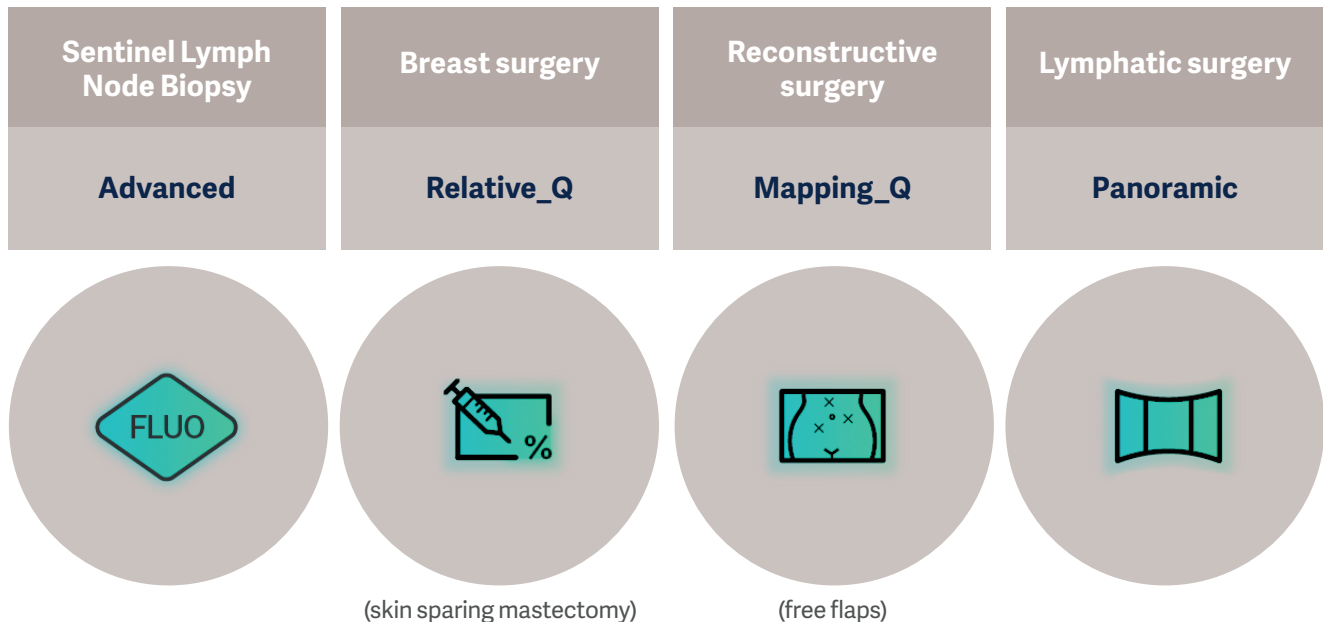 Sentinel Lymph
Node Biopsy
Breast surgery
Reconstructive
surgery
Lymphatic surgery
Advanced
Relative_Q
Mapping_Q
Panoramic
FLUO
%
(skin sparing mastectomy)
(free flaps)